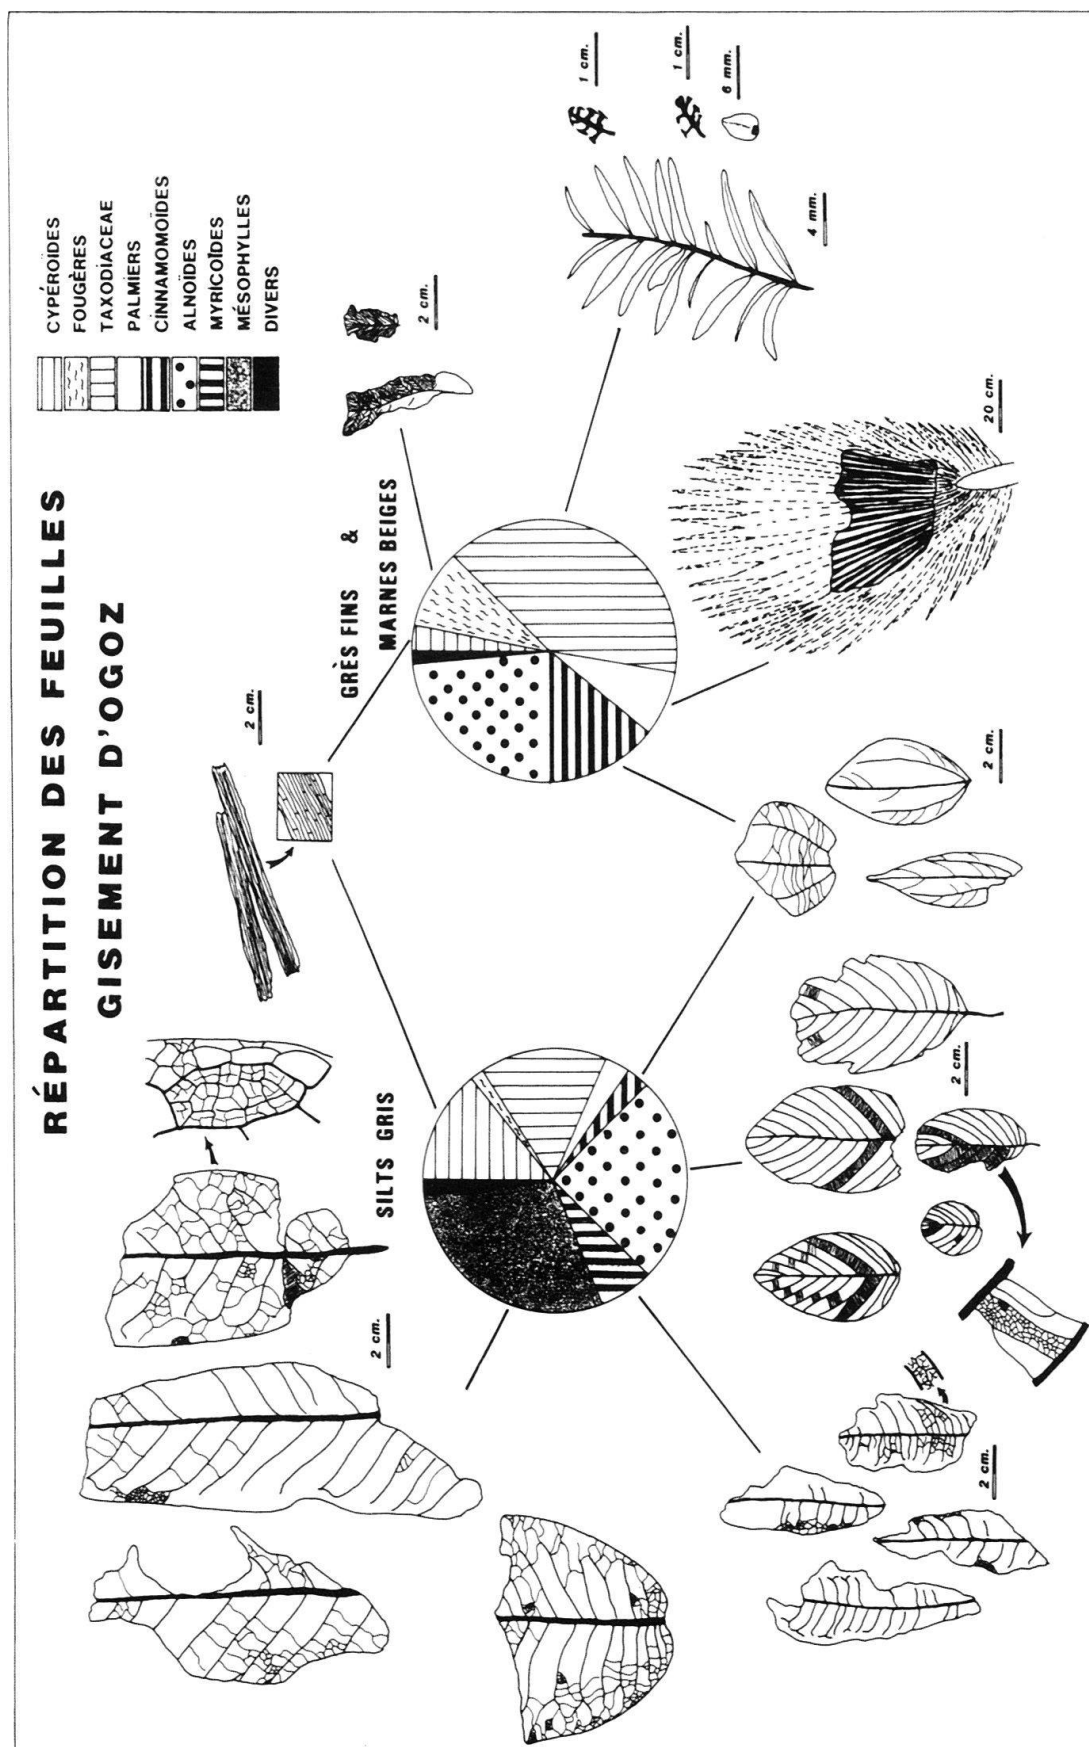 RÉPARTITION DES FEUILLES
GISEMENT D'OGOZ
CYPÉROÏDES
FOUGÈRES
TAXODIACEAE
PALMIERS
CINNAMOMOÏDES
ALNOÏDES
MYRICOÏDES
MÉSOPHYLLES
DIVERS
SILTS GRIS
GRÈS FINS &
MARNES BEIGES
2 cm.
2 cm.
2 cm.
1 cm.
1 cm.
6 mm.
4 mm.
20 cm.
2 cm.
2 cm.
2 cm.